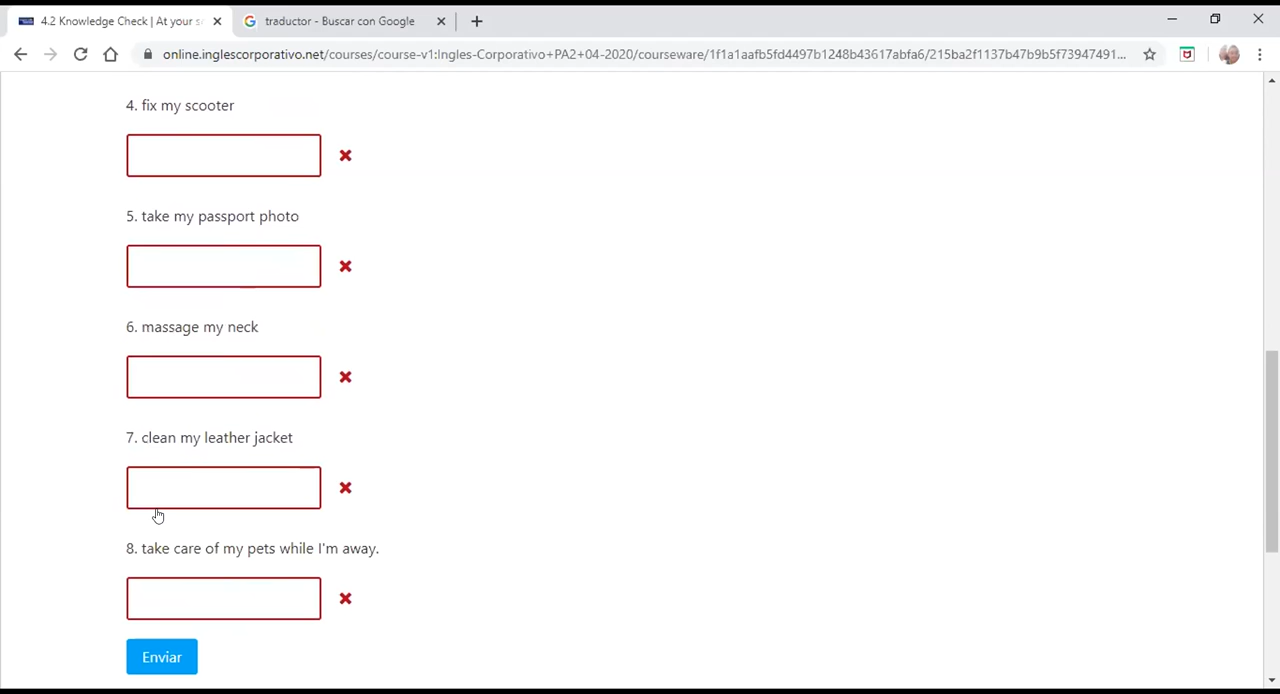 4.2 Knowledge Check | At your s
traductor - Buscar con Google
online.inglescorporativo.net/courses/course-v1:Ingles-Corporativo+PA2+04-2020/courseware/1f1a1aafb5fd4497b1248b43617abfa6/215ba2f1137b47b9b5f73947491...
4. fix my scooter
5. take my passport photo
6. massage my neck
7. clean my leather jacket
8. take care of my pets while I'm away.
Enviar